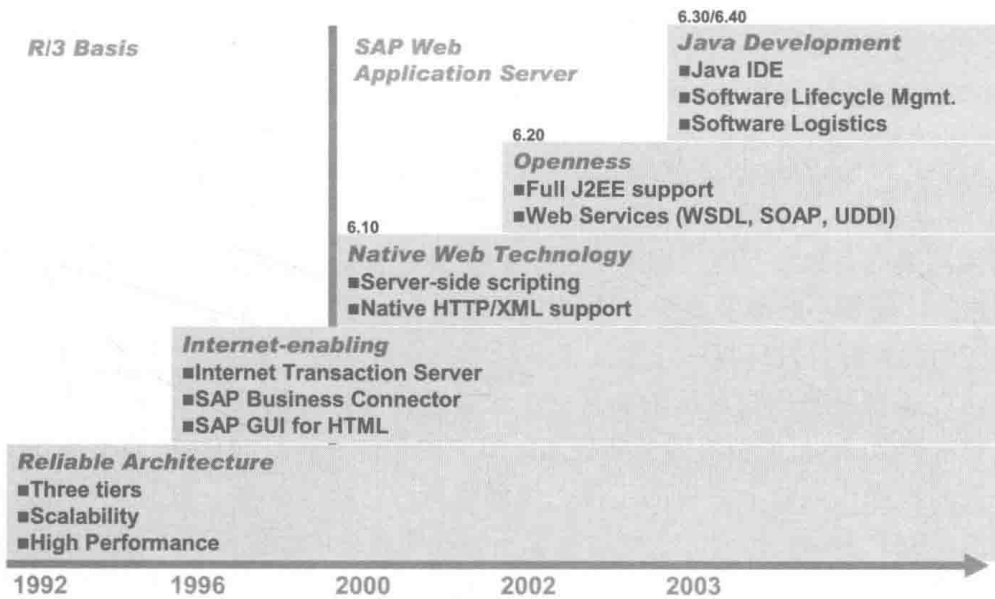 R/3 Basis
SAP Web
Application Server
6.30/6.40
Java Development
■Java IDE
■Software Lifecycle Mgmt.
■Software Logistics
6.20
Openness
■Full J2EE support
■Web Services (WSDL, SOAP, UDDI)
6.10
Native Web Technology
■Server-side scripting
■Native HTTP/XML support
Internet-enabling
■Internet Transaction Server
■SAP Business Connector
■SAP GUI for HTML
Reliable Architecture
■Three tiers
■Scalability
■High Performance
1992 1996 2000 2002 2003